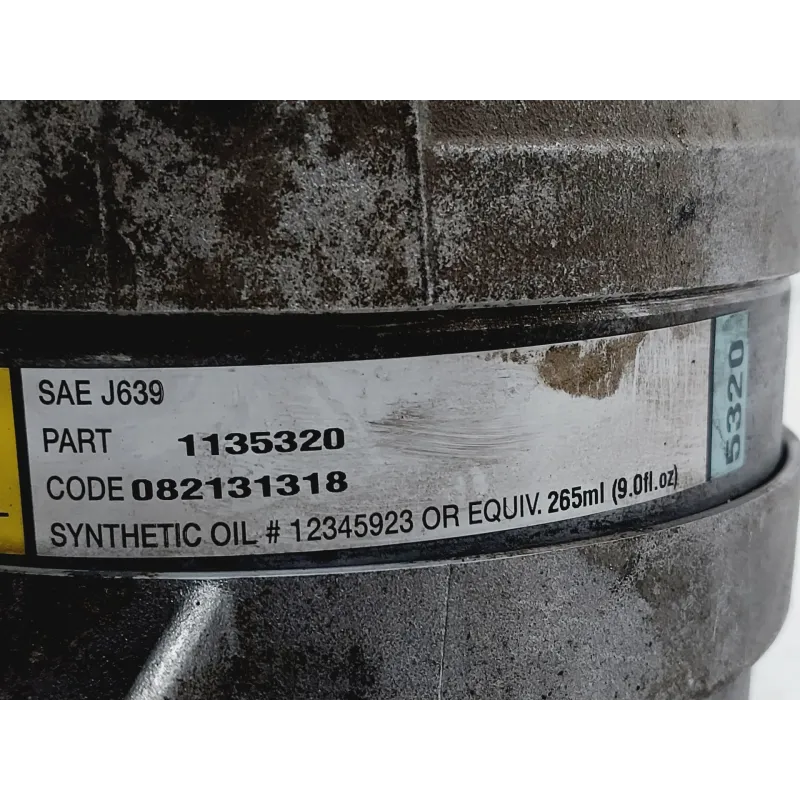 SAE J639
PART 1135320
CODE 082131318
SYNTHETIC OIL # 12345923 OR EQUIV. 265ml (9.0fl.oz)
5320